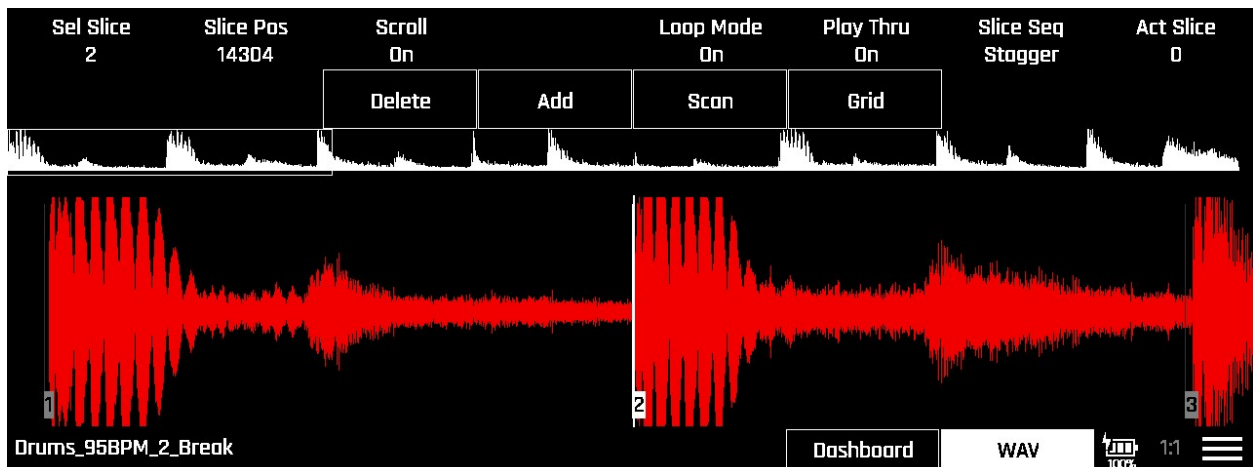 Sel Slice Slice Pos Scroll Loop Mode Play Thru Slice Seq Act Slice
2 14304 On On On Stagger 0
Delete Add Scan Grid
1 2 3
Drums_95BPM_2_Break Dashboard WAV 1:1
100%